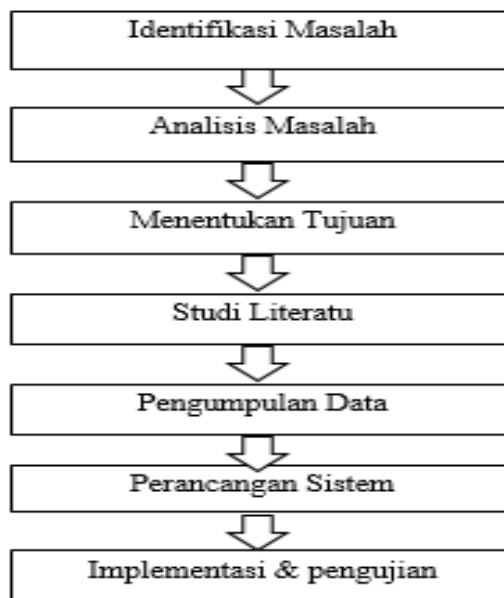 Identifikasi Masalah
Analisis Masalah
Menentukan Tujuan
Studi Literatu
Pengumpulan Data
Perancangan Sistem
Implementasi & pengujian